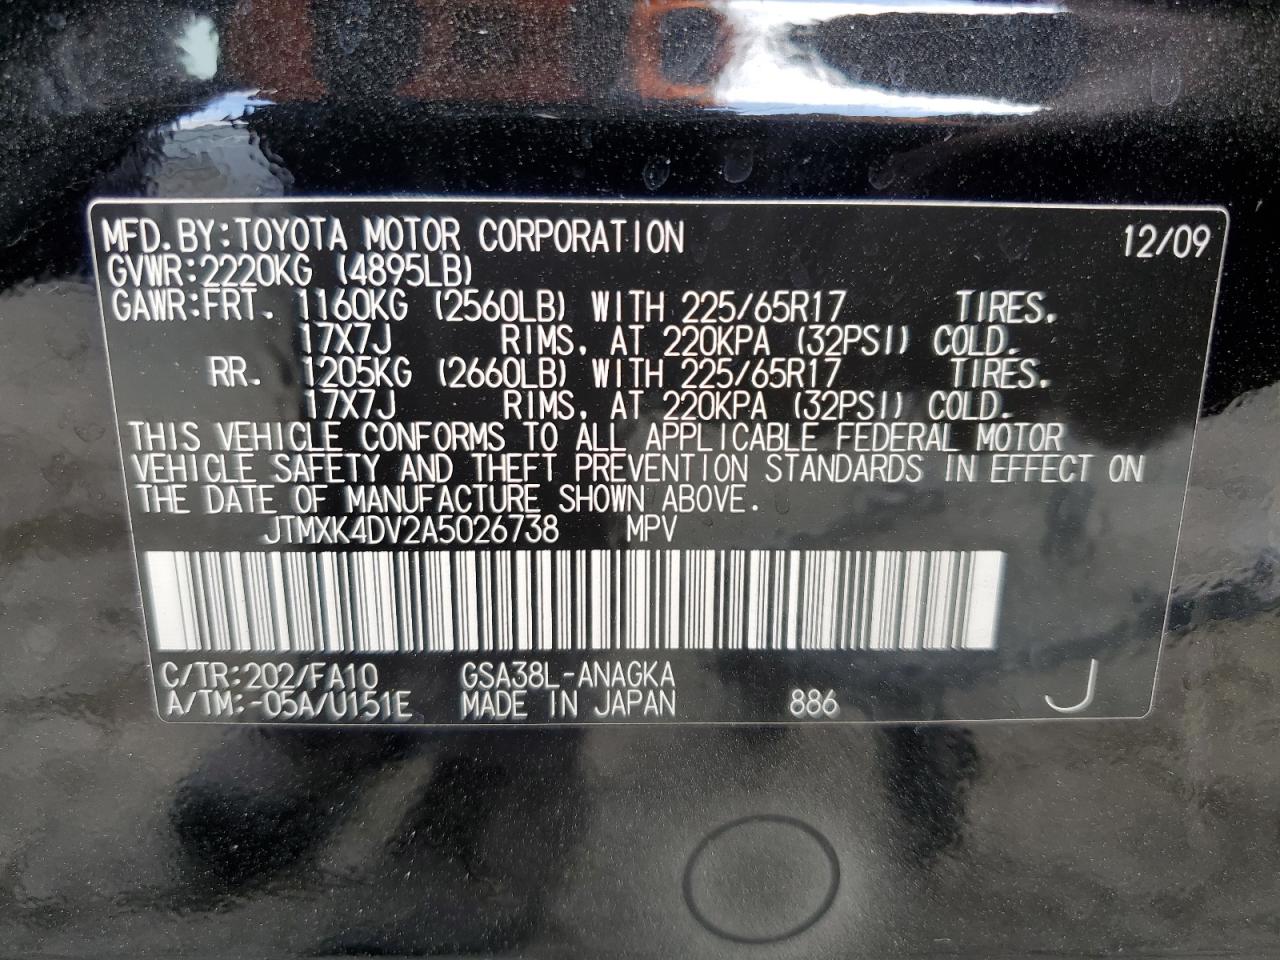 MFD.BY:TOYOTA MOTOR CORPORATION 12/09
GVWR:2220KG (4895LB)
GAWR:FRT. 1160KG (2560LB) WITH 225/65R17 TIRES,
17X7J RIMS, AT 220KPA (32PSI) COLD.
RR. 1205KG (2660LB) WITH 225/65R17 TIRES,
17X7J RIMS, AT 220KPA (32PSI) COLD.
THIS VEHICLE CONFORMS TO ALL APPLICABLE FEDERAL MOTOR
VEHICLE SAFETY AND THEFT PREVENTION STANDARDS IN EFFECT ON
THE DATE OF MANUFACTURE SHOWN ABOVE.
JTMXK4DV2A5026738 MPV
C/TR:202/FA10 GSA38L-ANAGKA
A/TM:-05A/U151E MADE IN JAPAN 886 J